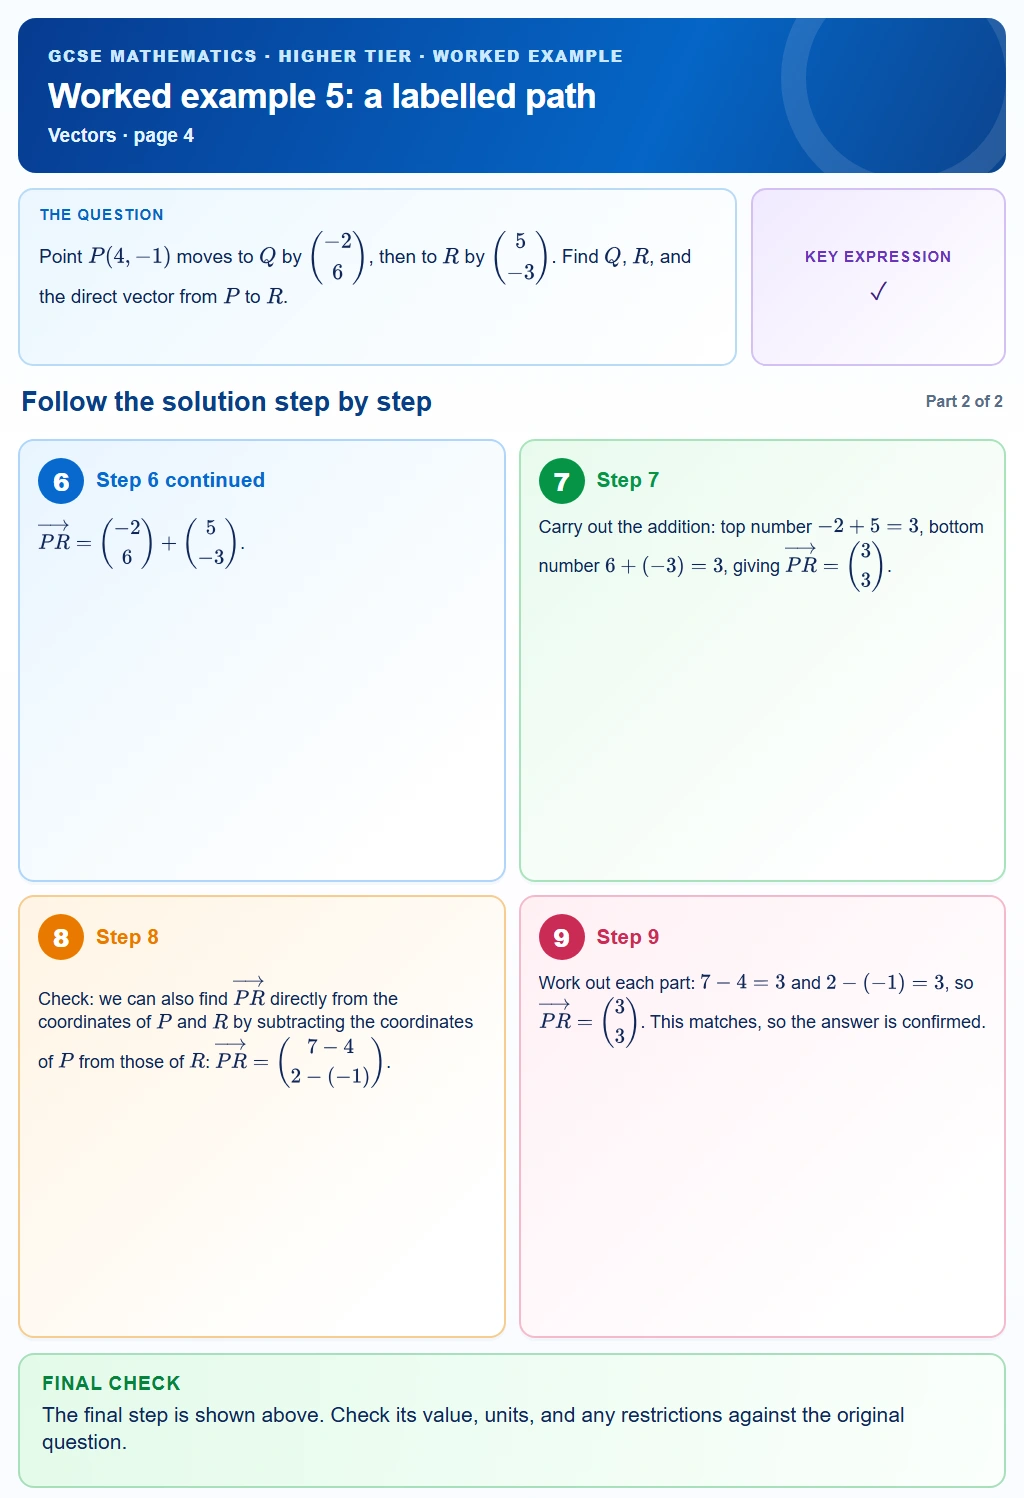 GCSE MATHEMATICS · HIGHER TIER · WORKED EXAMPLE
Worked example 5: a labelled path
Vectors · page 4
THE QUESTION
Point P(4, −1) moves to Q by (−2 6), then to R by (5 −3). Find Q, R, and
the direct vector from P to R.
KEY EXPRESSION
✓
Follow the solution step by step
Part 2 of 2
6 Step 6 continued
PR→ = (−2 6) + (5 −3).
7 Step 7
Carry out the addition: top number −2 + 5 = 3, bottom
number 6 + (−3) = 3, giving PR→ = (3 3).
8 Step 8
Check: we can also find PR→ directly from the
coordinates of P and R by subtracting the coordinates
of P from those of R: PR→ = (7 − 4 2 − (−1)).
9 Step 9
Work out each part: 7 − 4 = 3 and 2 − (−1) = 3, so
PR→ = (3 3). This matches, so the answer is confirmed.
FINAL CHECK
The final step is shown above. Check its value, units, and any restrictions against the original
question.